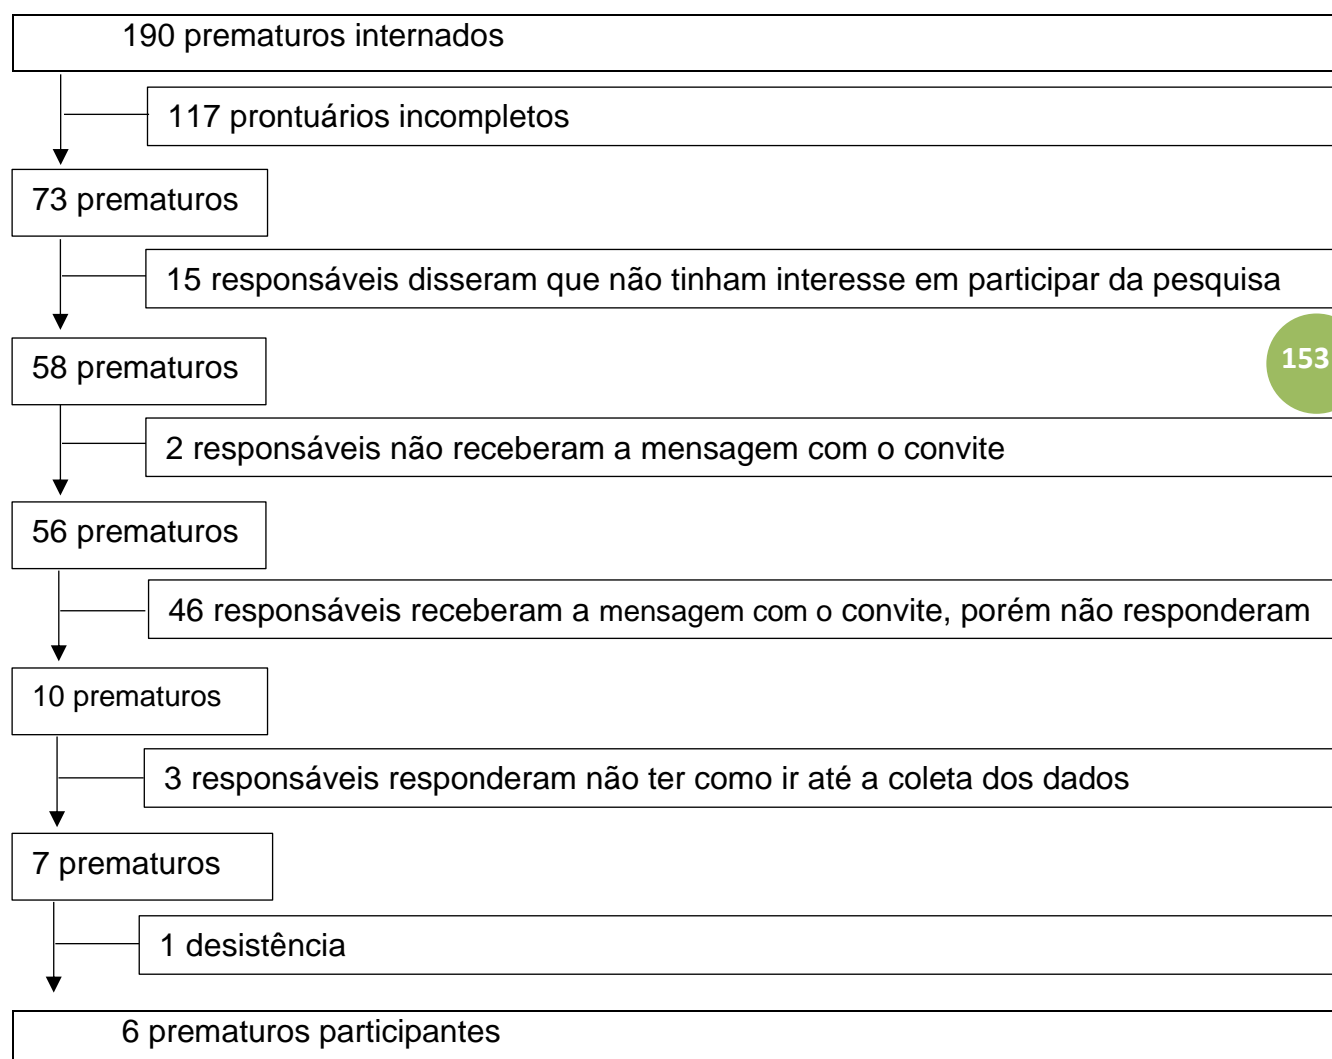 190 prematuros internados
117 prontuários incompletos
73 prematuros
15 responsáveis disseram que não tinham interesse em participar da pesquisa
58 prematuros
153
2 responsáveis não receberam a mensagem com o convite
56 prematuros
46 responsáveis receberam a mensagem com o convite, porém não responderam
10 prematuros
3 responsáveis responderam não ter como ir até a coleta dos dados
7 prematuros
1 desistência
6 prematuros participantes